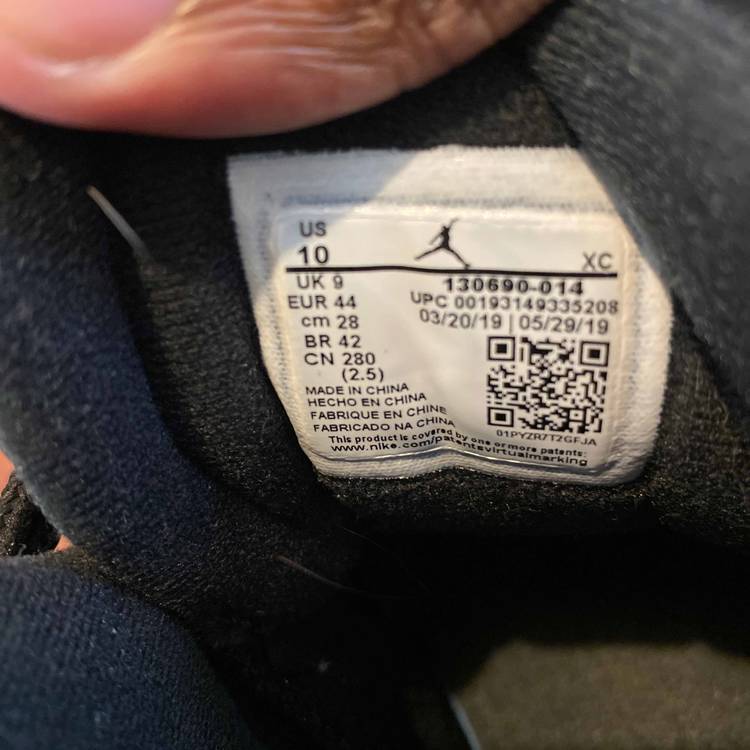 US
10
XC
UK 9
130690-014
EUR 44
UPC 00193149335208
cm 28
03/20/19 | 05/29/19
BR 42
CN 280
(2.5)
MADE IN CHINA
HECHO EN CHINA
FABRIQUE EN CHINE
FABRICADO NA CHINA
01PYZR7TZGFJA
This product is covered by one or more patents:
www.nike.com/patentsvirtualmarking